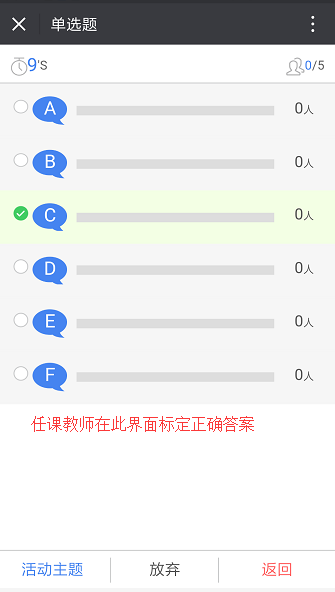 单选题
9'S 0/5
A 0人
B 0人
C 0人
D 0人
E 0人
F 0人
任课教师在此界面标定正确答案
活动主题 放弃 返回